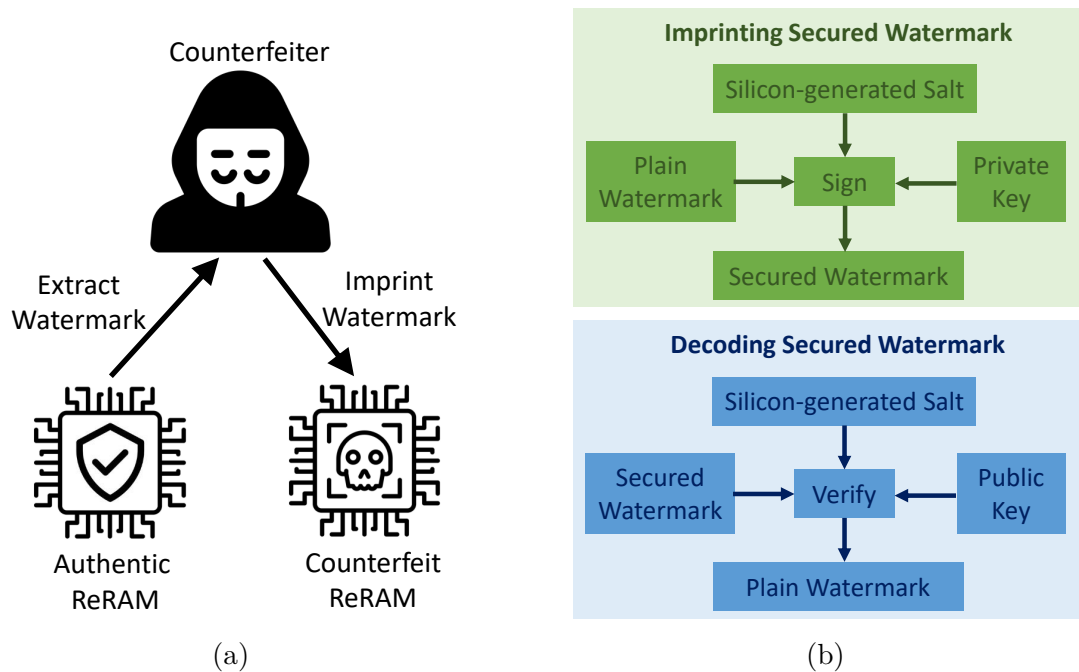 Counterfeiter
Extract
Watermark
Imprint
Watermark
Authentic
ReRAM
Counterfeit
ReRAM
(a)
Imprinting Secured Watermark
Silicon-generated Salt
Plain
Watermark
Sign
Private
Key
Secured Watermark
Decoding Secured Watermark
Silicon-generated Salt
Secured
Watermark
Verify
Public
Key
Plain Watermark
(b)